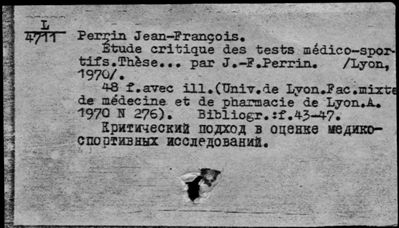 L
4711
Perrin Jean-François.
Étude critique des tests médico-spor-
tifs.Thèse... par J.-F.Perrin. /Lyon,
1970/.
48 f.avec ill.(Univ.de Lyon.Fac.mixte
de médecine et de pharmacie de Lyon.A.
1970 N 276). Bibliogr.:f.43-47.
Критический подход в оценке медико-
спортивных исследований.